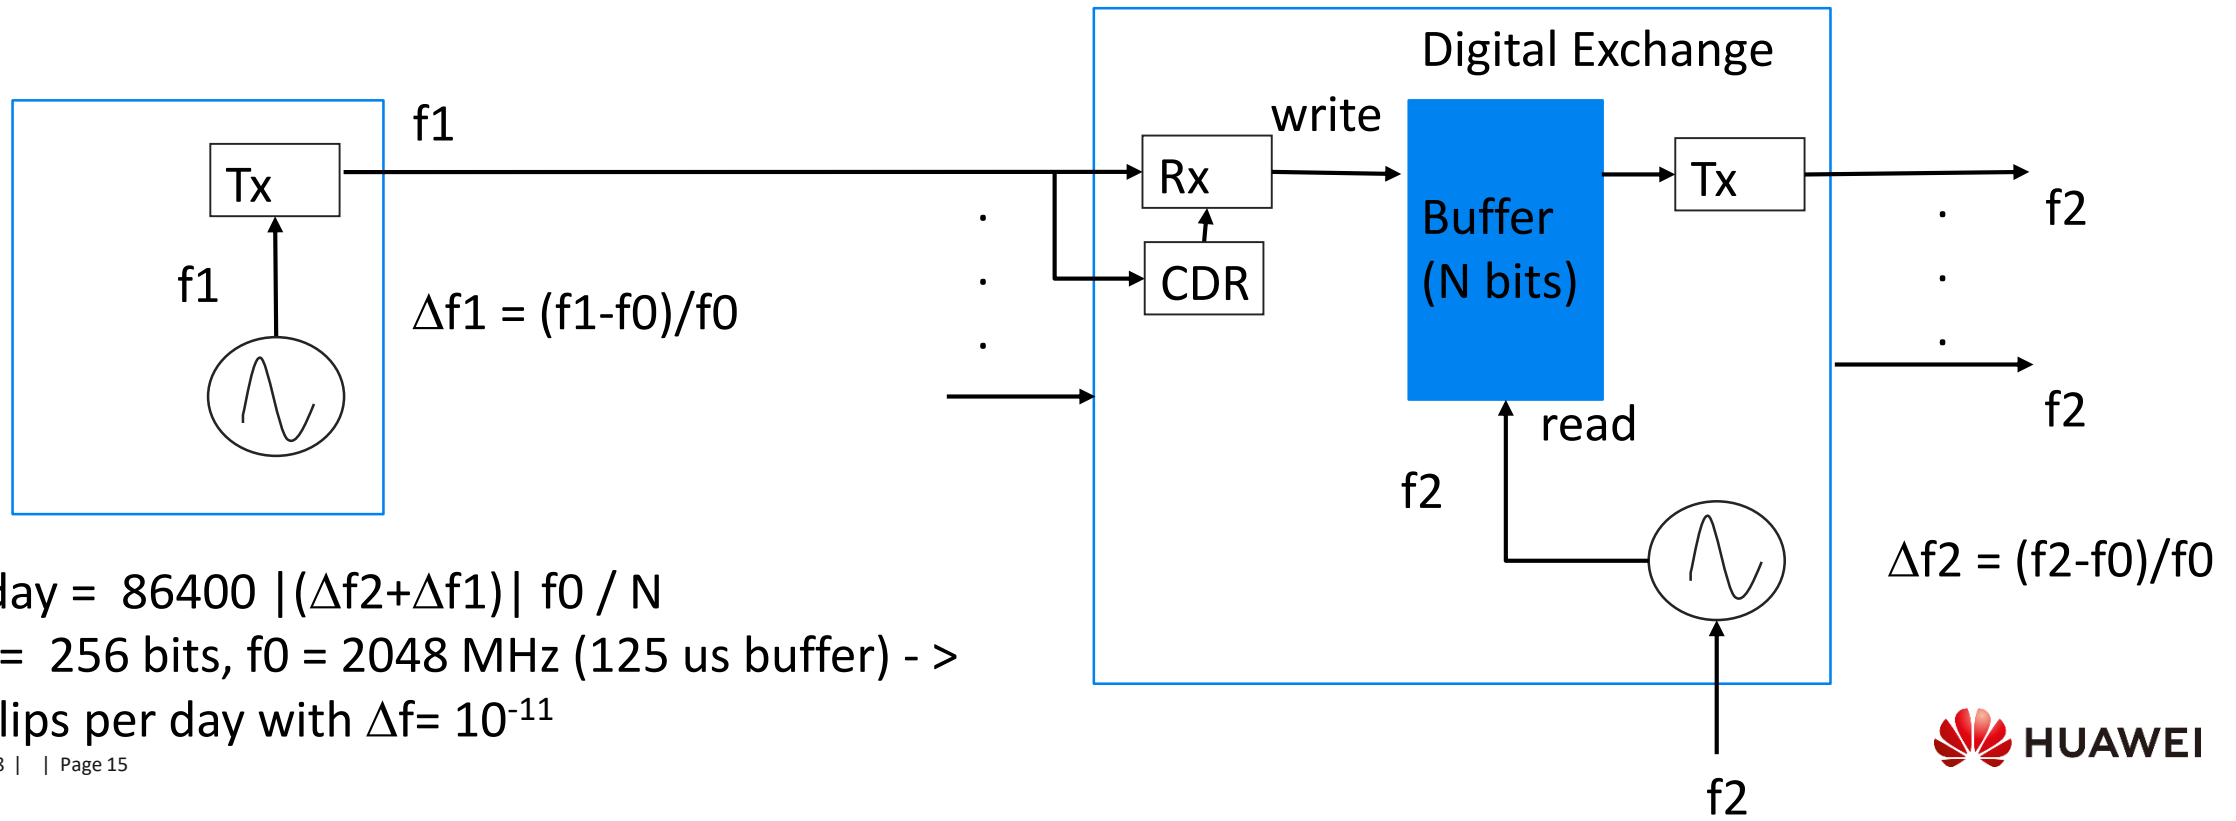 Digital Exchange
f1
write
Tx
Rx
Tx
f2
Buffer
(N bits)
f1
CDR
Δf1 = (f1-f0)/f0
f2
read
f2
Δf2 = (f2-f0)/f0
day = 86400 |(Δf2+Δf1)| f0 / N
= 256 bits, f0 = 2048 MHz (125 us buffer) - >
lips per day with Δf= 10⁻¹¹
| | Page 15
HUAWEI
f2